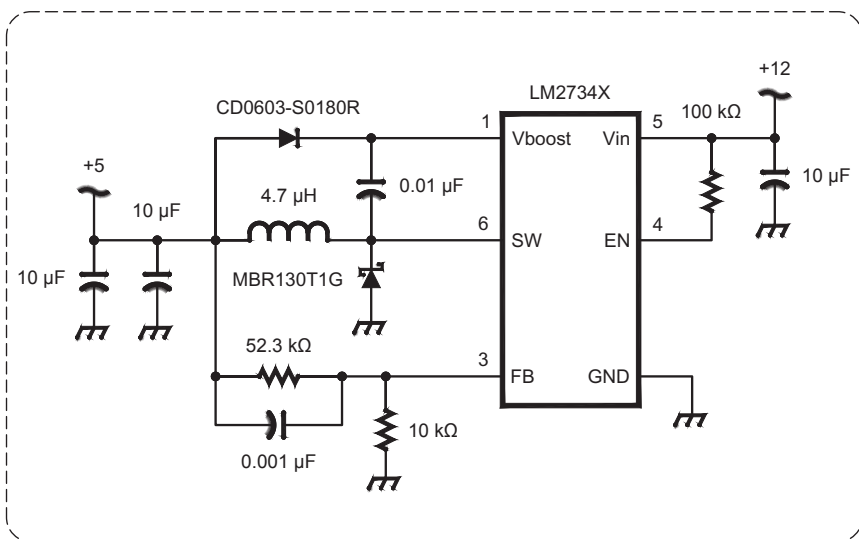 +12
LM2734X
CD0603-S0180R
100 kΩ
1
5
Vboost
Vin
+5
0.01 µF
10 µF
4.7 µH
10 µF
6
4
SW
EN
10 µF
MBR130T1G
52.3 kΩ
3
FB
GND
10 kΩ
0.001 µF